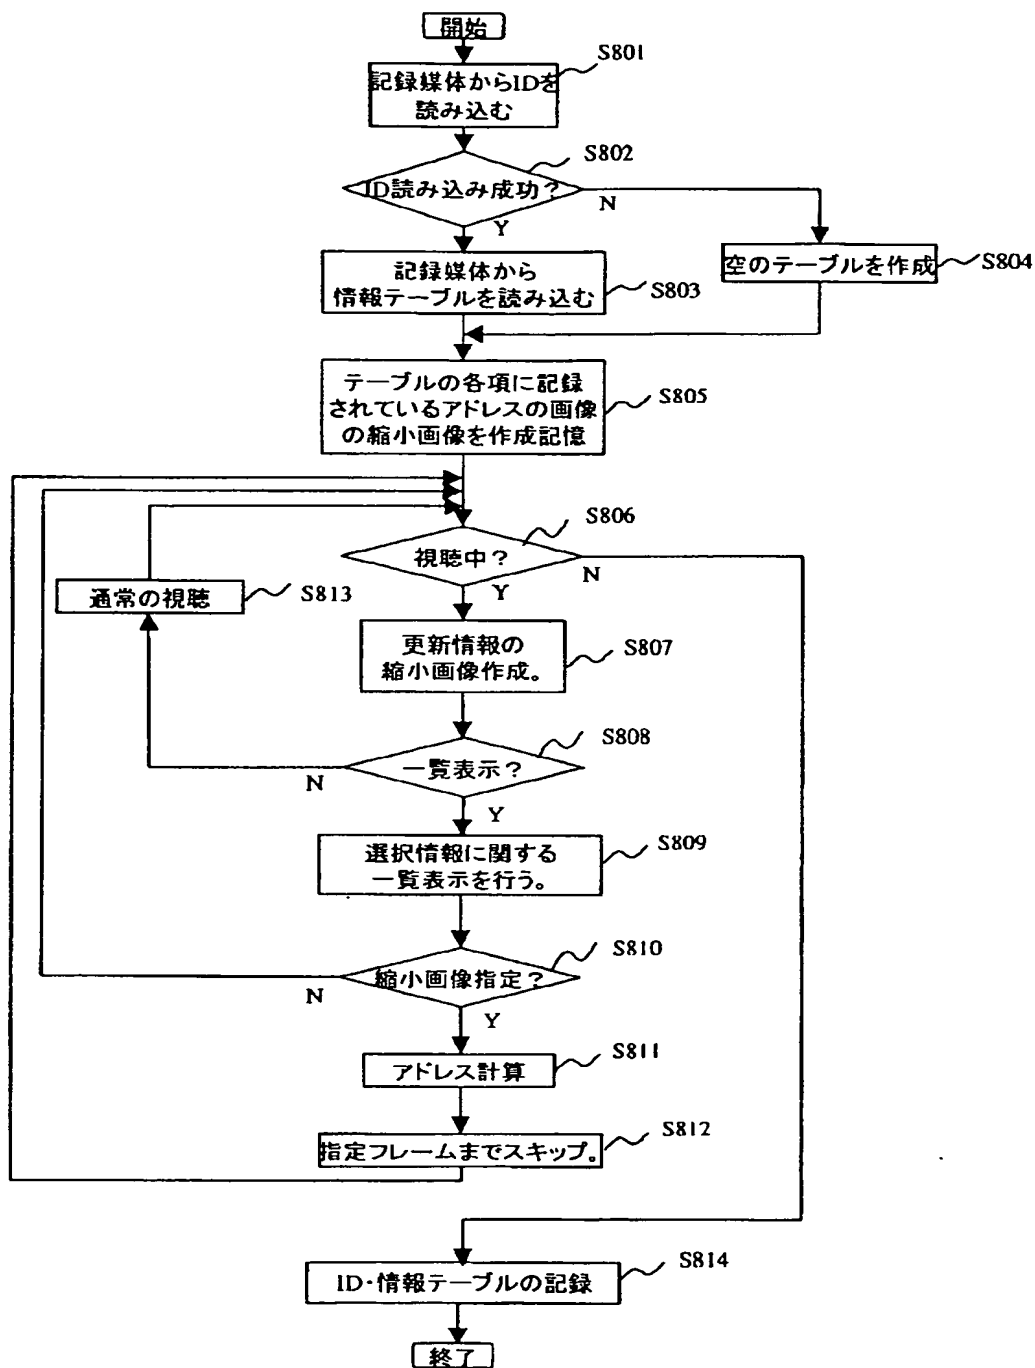 開始
S801
記録媒体からIDを
読み込む
S802
ID読み込み成功?
N
Y
記録媒体から
情報テーブルを読み込む
S803
空のテーブルを作成
S804
テーブルの各項に記録
されているアドレスの画像
の縮小画像を作成記憶
S805
S806
視聴中?
N
Y
通常の視聴
S813
更新情報の
縮小画像作成。
S807
S808
一覧表示?
N
Y
選択情報に関する
一覧表示を行う。
S809
S810
縮小画像指定?
N
Y
アドレス計算
S811
指定フレームまでスキップ。
S812
S814
ID・情報テーブルの記録
終了